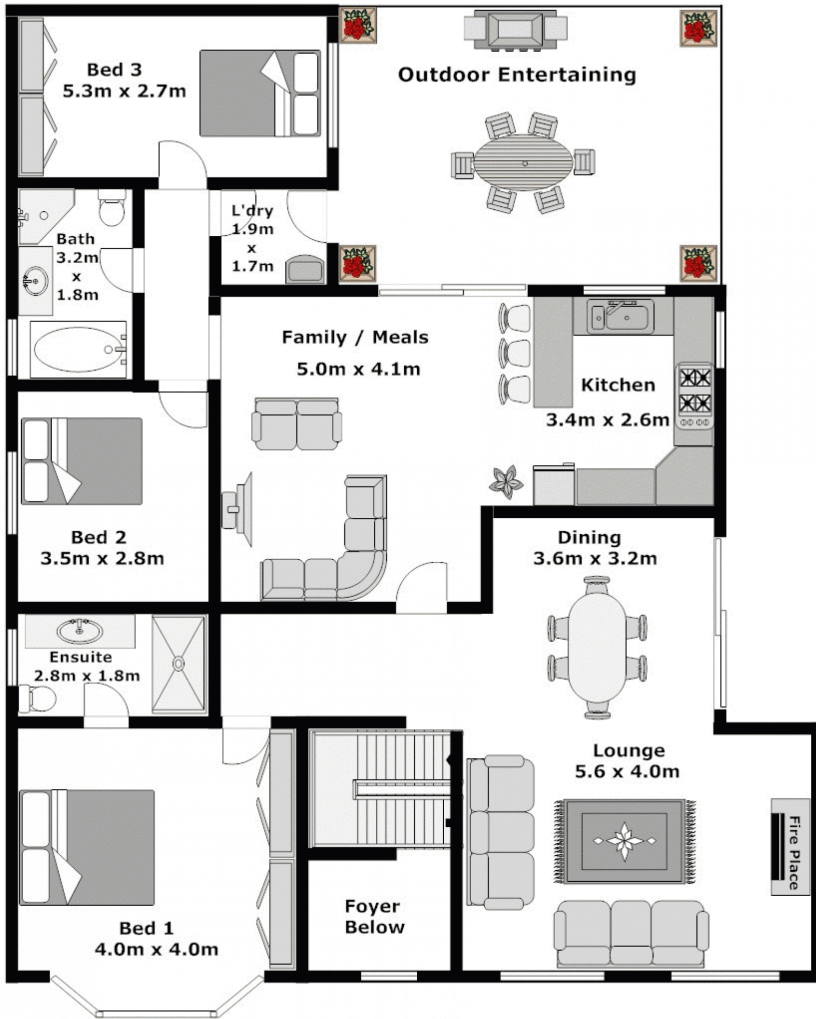 Bed 3
5.3m x 2.7m
Outdoor Entertaining
L'dry
1.9m
x
1.7m
Bath
3.2m
x
1.8m
Family / Meals
5.0m x 4.1m
Kitchen
3.4m x 2.6m
Bed 2
3.5m x 2.8m
Dining
3.6m x 3.2m
Ensuite
2.8m x 1.8m
Lounge
5.6 x 4.0m
Fire Place
Foyer
Below
Bed 1
4.0m x 4.0m